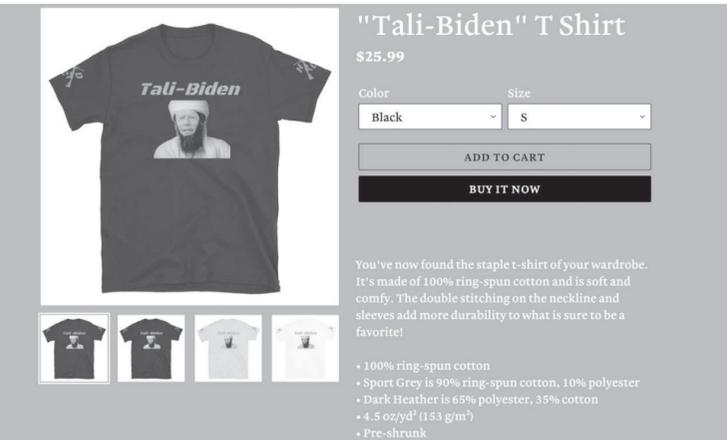 "Tali-Biden" T Shirt
$25.99
Color
Size
Black
S
ADD TO CART
BUY IT NOW
Tali-Biden
You've now found the staple t-shirt of your wardrobe.
It's made of 100% ring-spun cotton and is soft and
comfy. The double stitching on the neckline and
sleeves add more durability to what is sure to be a
favorite!
• 100% ring-spun cotton
• Sport Grey is 90% ring-spun cotton, 10% polyester
• Dark Heather is 65% polyester, 35% cotton
• 4.5 oz/yd² (153 g/m²)
• Pre-shrunk